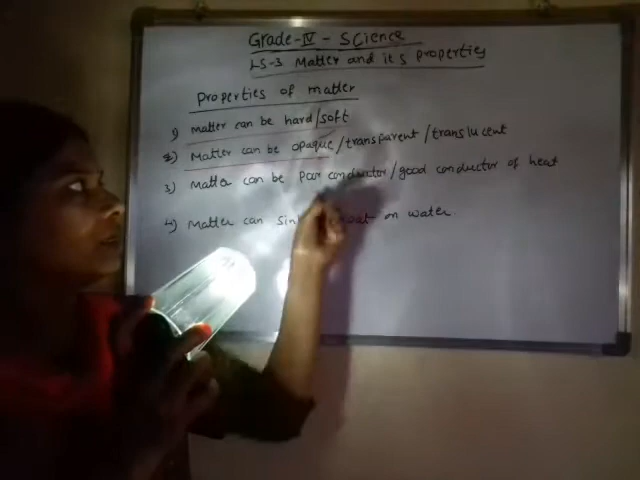 Grade-IV - Science
LS-3 Matter and its properties
Properties of matter
1) Matter can be hard/soft
2) Matter can be opaque/transparent/translucent
3) Matter can be poor conductor/good conductor of heat
4) Matter can on water.